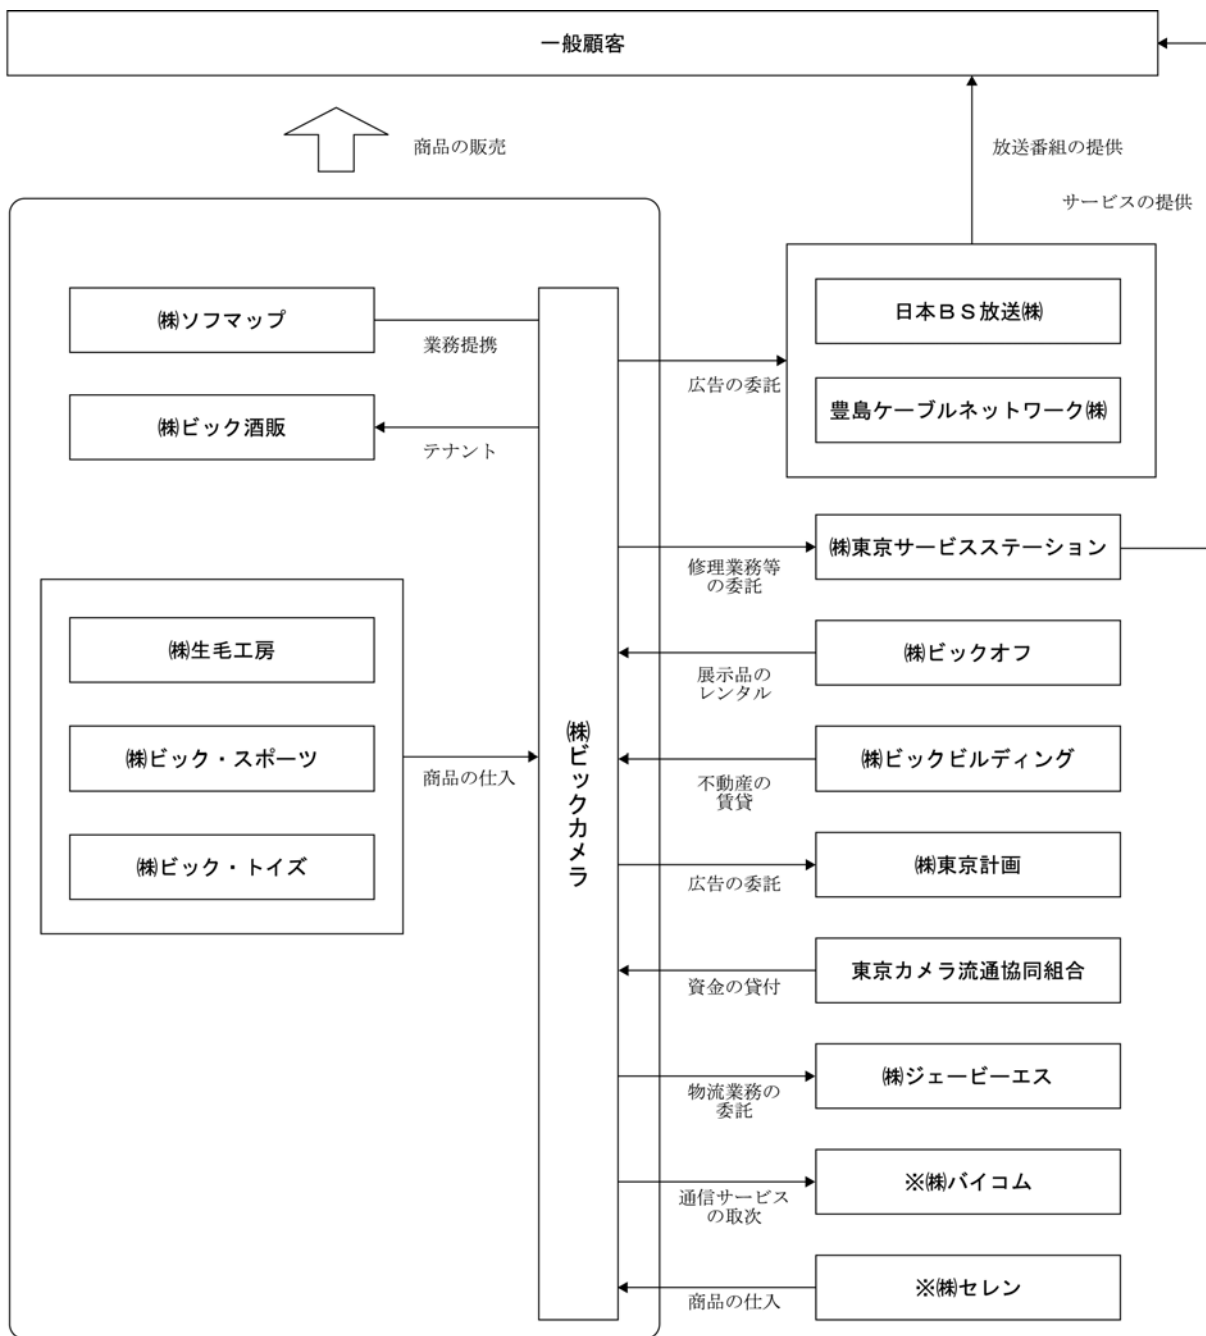 一般顧客
商品の販売
放送番組の提供
サービスの提供
㈱ソフマップ
業務提携
㈱ビック酒販
テナント
㈱生毛工房
㈱ビック・スポーツ
㈱ビック・トイズ
商品の仕入
㈱ビックカメラ
広告の委託
日本ＢＳ放送㈱
豊島ケーブルネットワーク㈱
修理業務等
の委託
㈱東京サービスステーション
展示品の
レンタル
㈱ビックオフ
不動産の
賃貸
㈱ビックビルディング
広告の委託
㈱東京計画
資金の貸付
東京カメラ流通協同組合
物流業務の
委託
㈱ジェービーエス
通信サービス
の取次
※㈱バイコム
商品の仕入
※㈱セレン